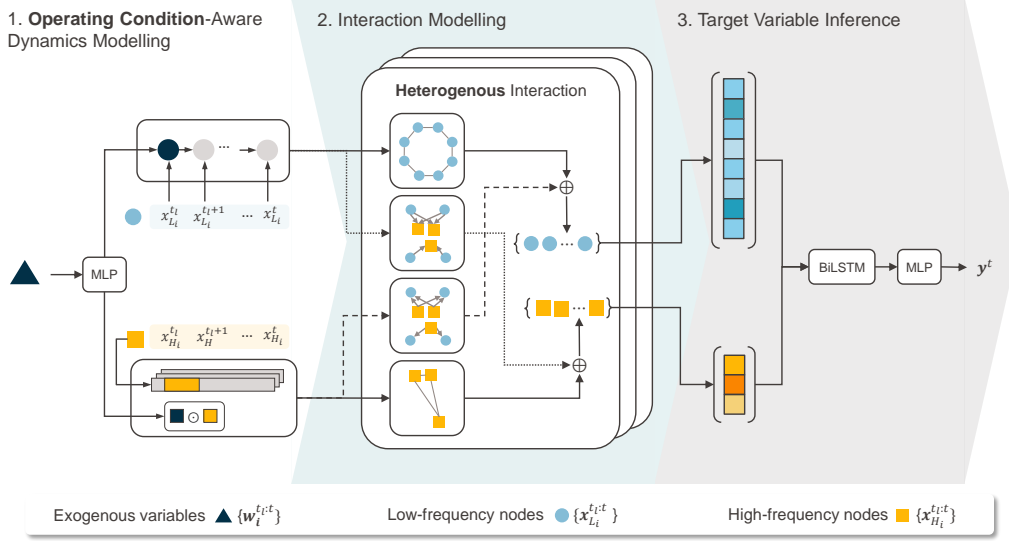 1. Operating Condition-Aware
Dynamics Modelling
2. Interaction Modelling
3. Target Variable Inference
Heterogenous Interaction
...
x_{L_i}^{t_l} x_{L_i}^{t_l+1} ... x_{L_i}^{t}
MLP
x_{H_i}^{t_l} x_{H}^{t_l+1} ... x_{H_i}^{t}
⊙
⊕
{ ... }
{ ... }
⊕
BiLSTM
MLP
y^t
Exogenous variables {w_i^{t_l:t}}
Low-frequency nodes {x_{L_i}^{t_l:t}}
High-frequency nodes {x_{H_i}^{t_l:t}}